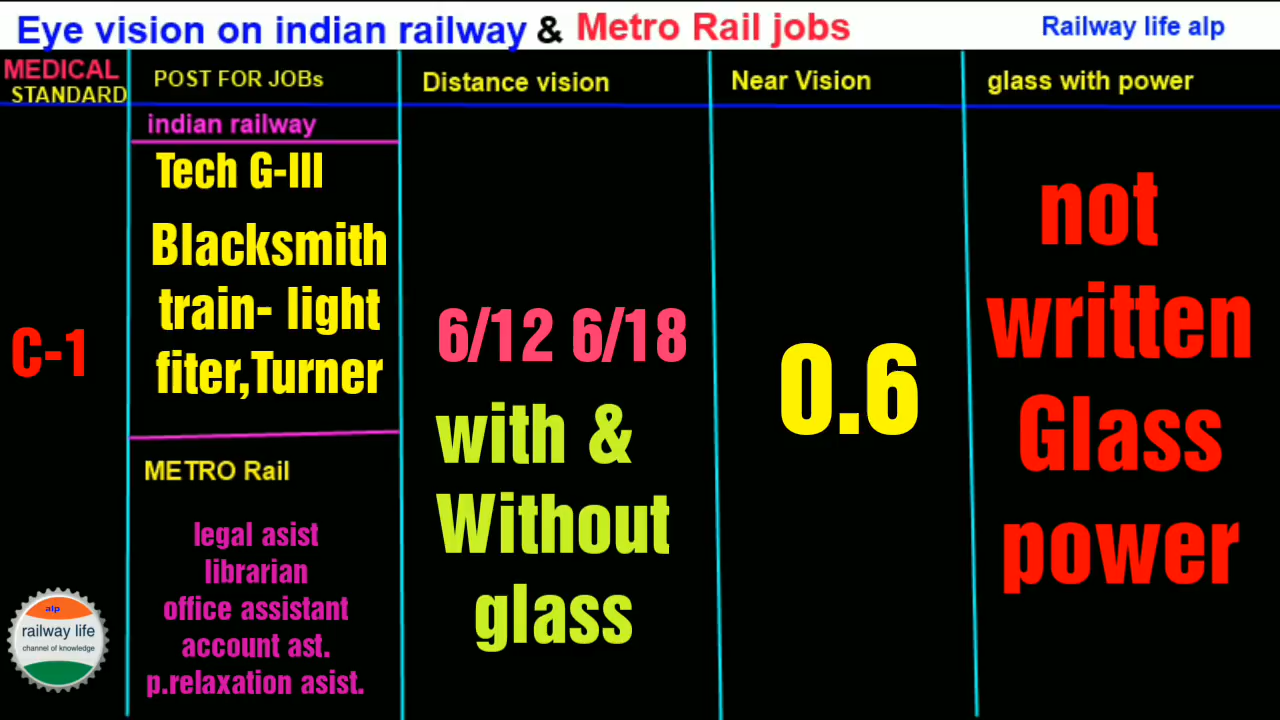 Eye vision on indian railway & Metro Rail jobs
Railway life alp
MEDICAL
STANDARD
POST FOR JOBs
Distance vision
Near Vision
glass with power
C-1
indian railway
Tech G-III
Blacksmith
train- light
fiter,Turner
METRO Rail
legal asist
librarian
office assistant
account ast.
p.relaxation asist.
6/12 6/18
with &
Without
glass
0.6
not
written
Glass
power
alp
railway life
channel of knowledge